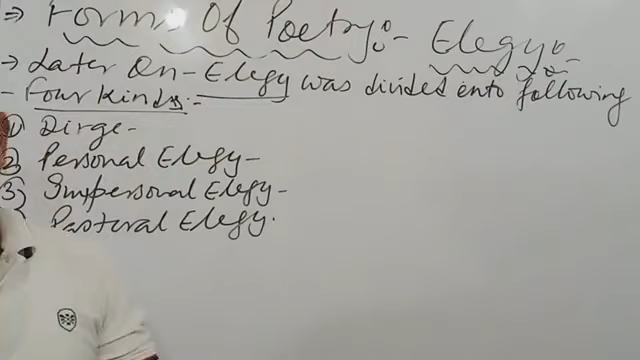 ⇒ Forms Of Poetry:- Elegy:-
→ Later On - Elegy was divided into following
- Four Kinds:-
① Dirge-
② Personal Elegy-
③ Impersonal Elegy-
Pastoral Elegy.